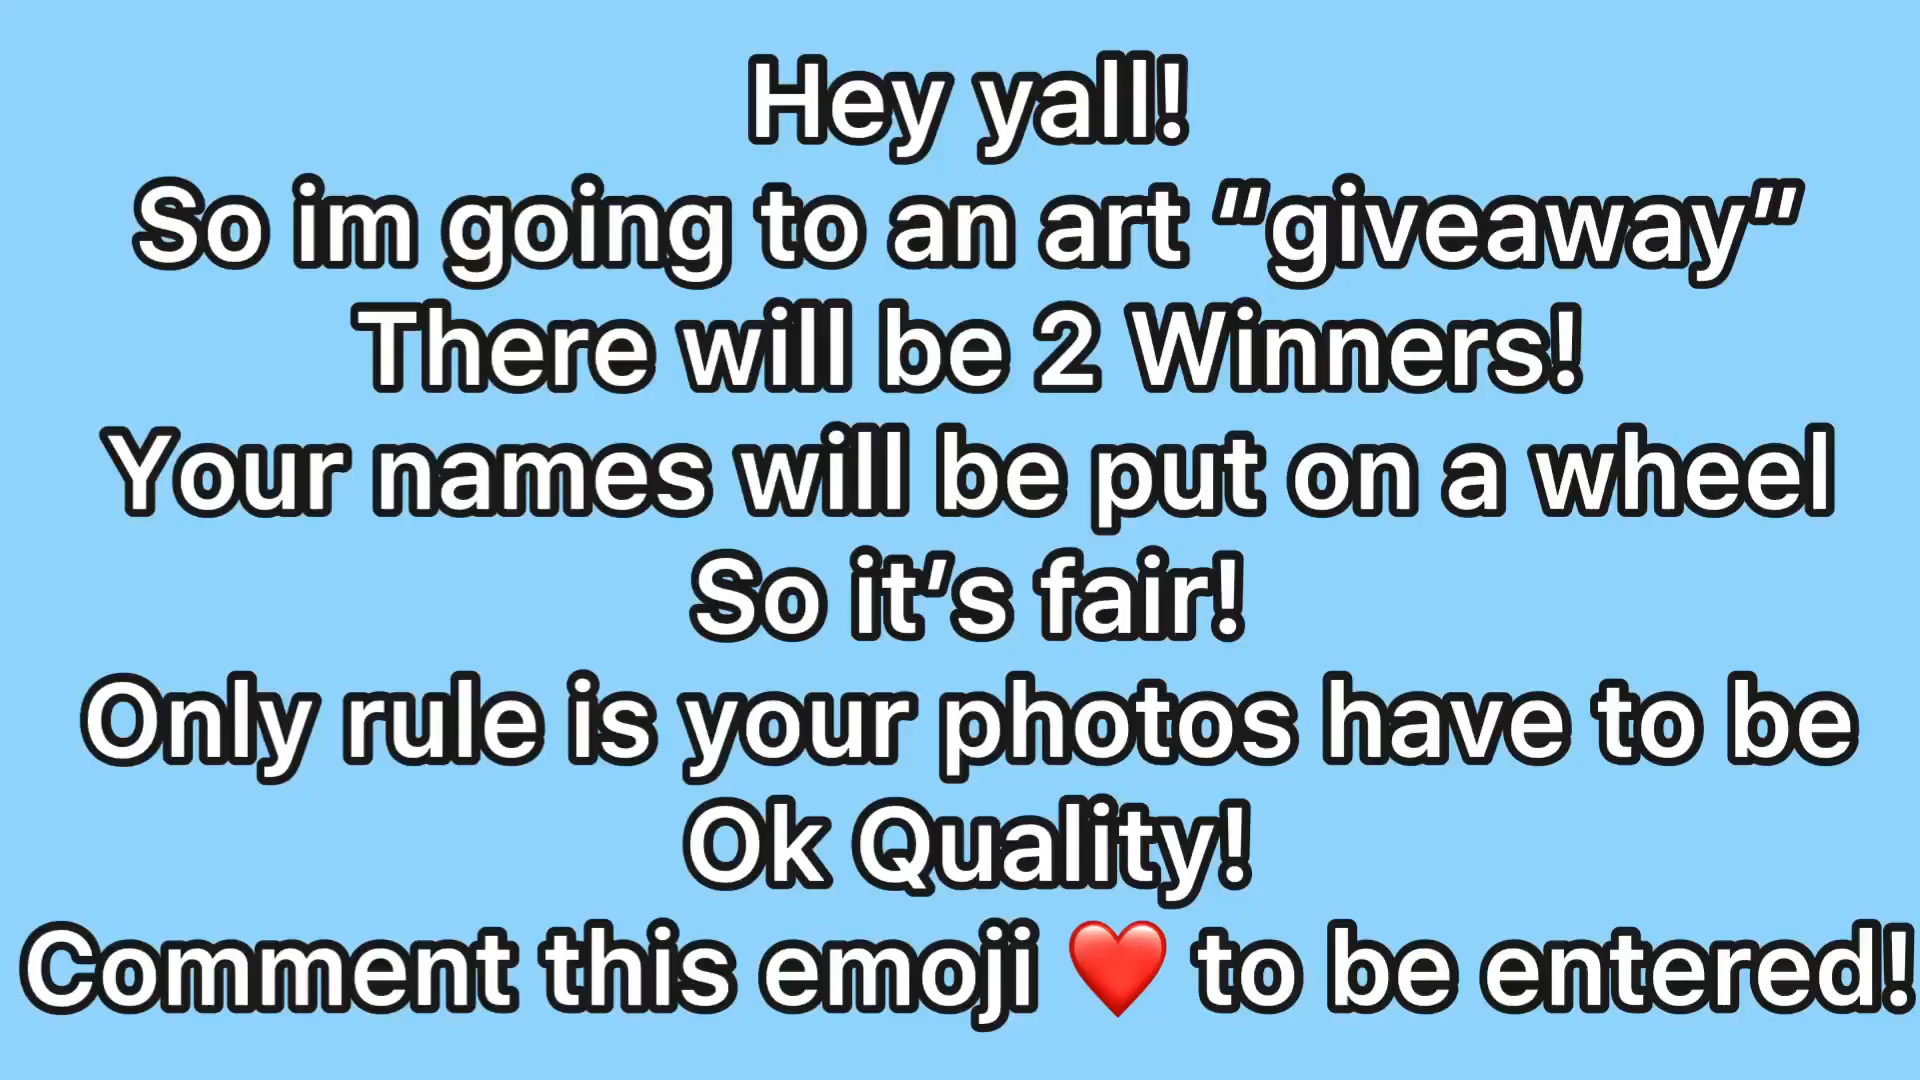 Hey yall!
So im going to an art “giveaway”
There will be 2 Winners!
Your names will be put on a wheel
So it’s fair!
Only rule is your photos have to be
Ok Quality!
Comment this emoji ❤️ to be entered!